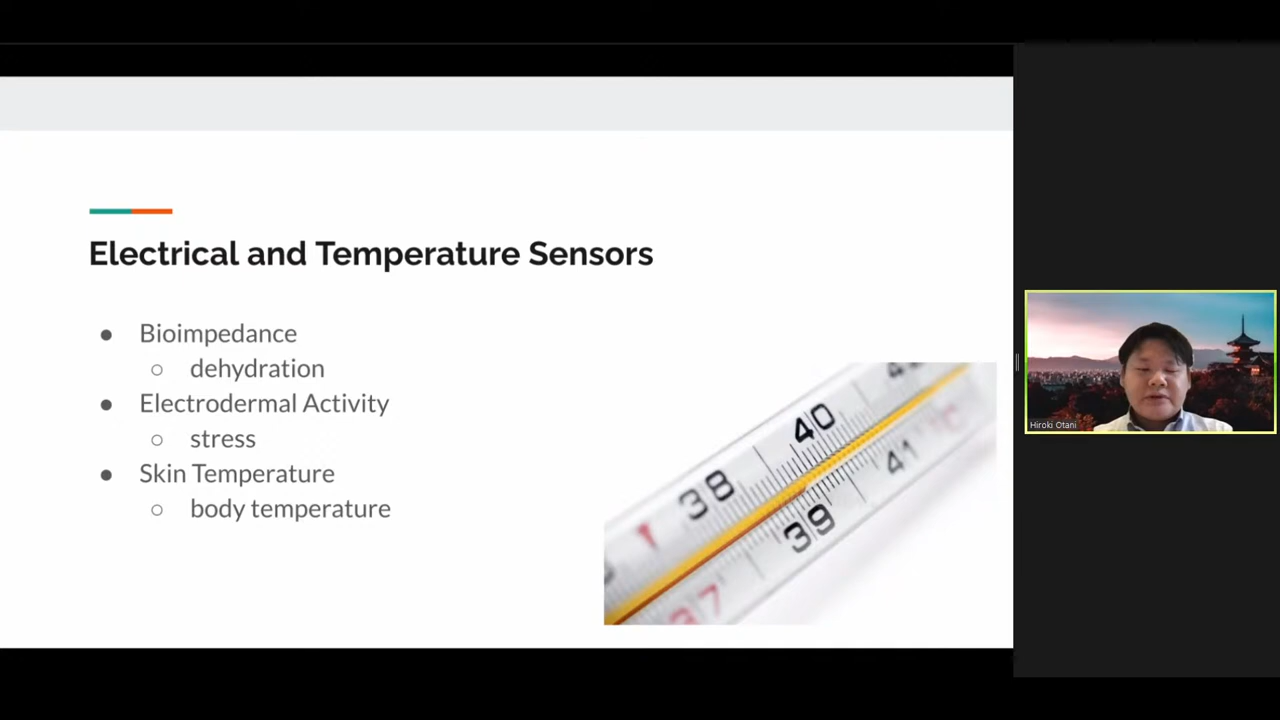 Electrical and Temperature Sensors
● Bioimpedance
○ dehydration
● Electrodermal Activity
○ stress
● Skin Temperature
○ body temperature
38
40
37
39
41
°C
Hiroki Otani